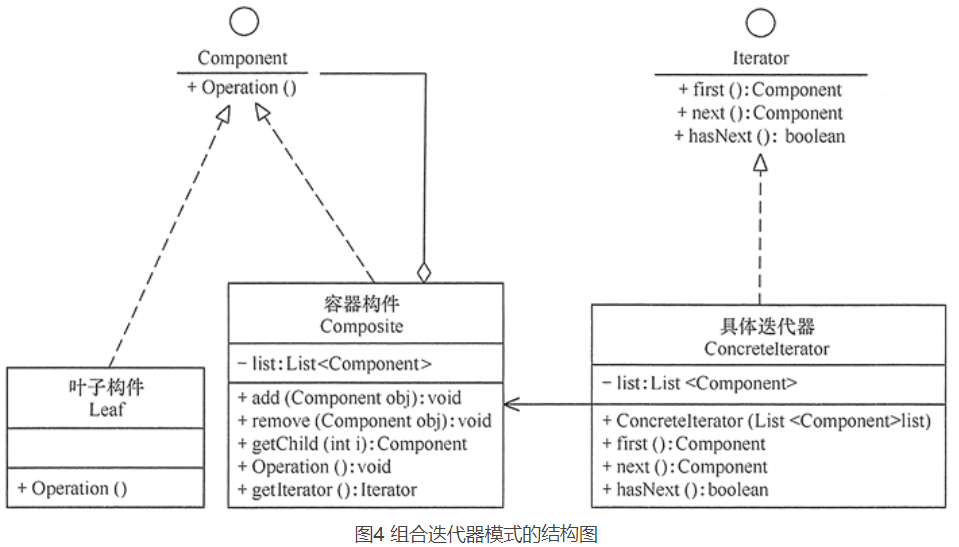 Component
+ Operation ()
Iterator
+ first () : Component
+ next () : Component
+ hasNext () : boolean
叶子构件
Leaf
+ Operation ()
容器构件
Composite
− list : List<Component>
+ add (Component obj) : void
+ remove (Component obj) : void
+ getChild (int i) : Component
+ Operation () : void
+ getIterator () : Iterator
具体迭代器
ConcreteIterator
− list : List <Component>
+ ConcreteIterator (List <Component>list)
+ first () : Component
+ next () : Component
+ hasNext () : boolean
图4 组合迭代器模式的结构图